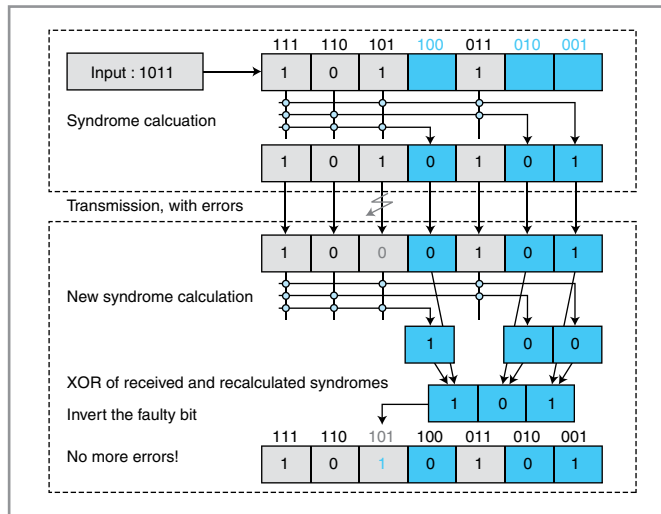 111 110 101 100 011 010 001
Input : 1011
1 0 1 1
Syndrome calcuation
1 0 1 0 1 0 1
Transmission, with errors
1 0 0 0 1 0 1
New syndrome calculation
1 0 0
XOR of received and recalculated syndromes
1 0 1
Invert the faulty bit
111 110 101 100 011 010 001
No more errors!
1 0 1 0 1 0 1